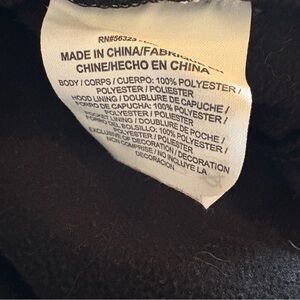 RN#56323
MADE IN CHINA/FABRIQUÉ EN
CHINE/HECHO EN CHINA
BODY / CORPS / CUERPO: 100% POLYESTER /
POLYESTER / POLIESTER
HOOD LINING / DOUBLURE DE CAPUCHE /
FORRO DE CAPUCHA: 100% POLYESTER /
POLYESTER / POLIESTER
POCKET LINING / DOUBLURE DE POCHE /
FORRO DEL BOLSILLO: 100% POLYESTER /
POLYESTER / POLIESTER
EXCLUSIVE OF DECORATION / DECORATION
NON COMPRISE / NO INCLUYE LA
DECORACION